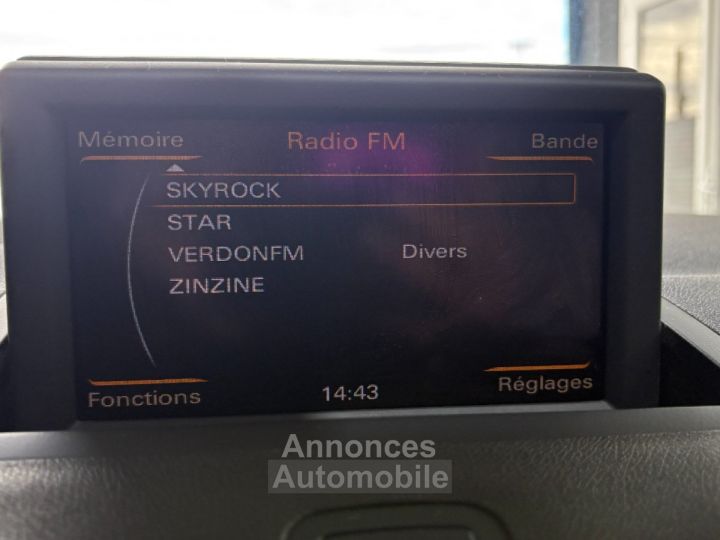 Mémoire Radio FM Bande
SKYROCK
STAR
VERDONFM Divers
ZINZINE
Fonctions 14:43 Réglages
Annonces
Automobile